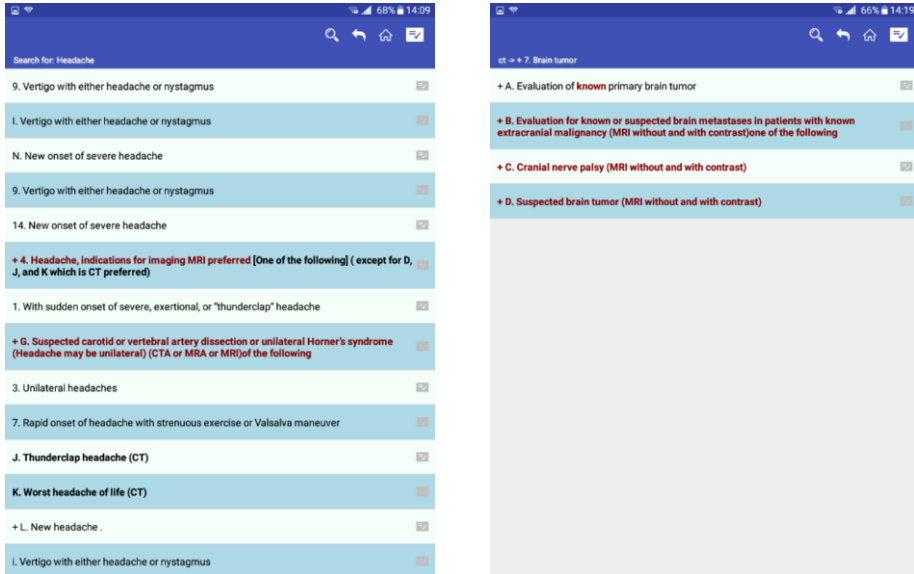 68% 14:09
Search for: Headache
9. Vertigo with either headache or nystagmus
I. Vertigo with either headache or nystagmus
N. New onset of severe headache
9. Vertigo with either headache or nystagmus
14. New onset of severe headache
+ 4. Headache, indications for imaging MRI preferred [One of the following] ( except for D,
J, and K which is CT preferred)
1. With sudden onset of severe, exertional, or "thunderclap" headache
+ G. Suspected carotid or vertebral artery dissection or unilateral Horner's syndrome
(Headache may be unilateral) (CTA or MRA or MRI)of the following
3. Unilateral headaches
7. Rapid onset of headache with strenuous exercise or Valsalva maneuver
J. Thunderclap headache (CT)
K. Worst headache of life (CT)
+ L. New headache .
i. Vertigo with either headache or nystagmus
66% 14:19
ct -> + 7. Brain tumor
+ A. Evaluation of known primary brain tumor
+ B. Evaluation for known or suspected brain metastases in patients with known
extracranial malignancy (MRI without and with contrast)one of the following
+ C. Cranial nerve palsy (MRI without and with contrast)
+ D. Suspected brain tumor (MRI without and with contrast)